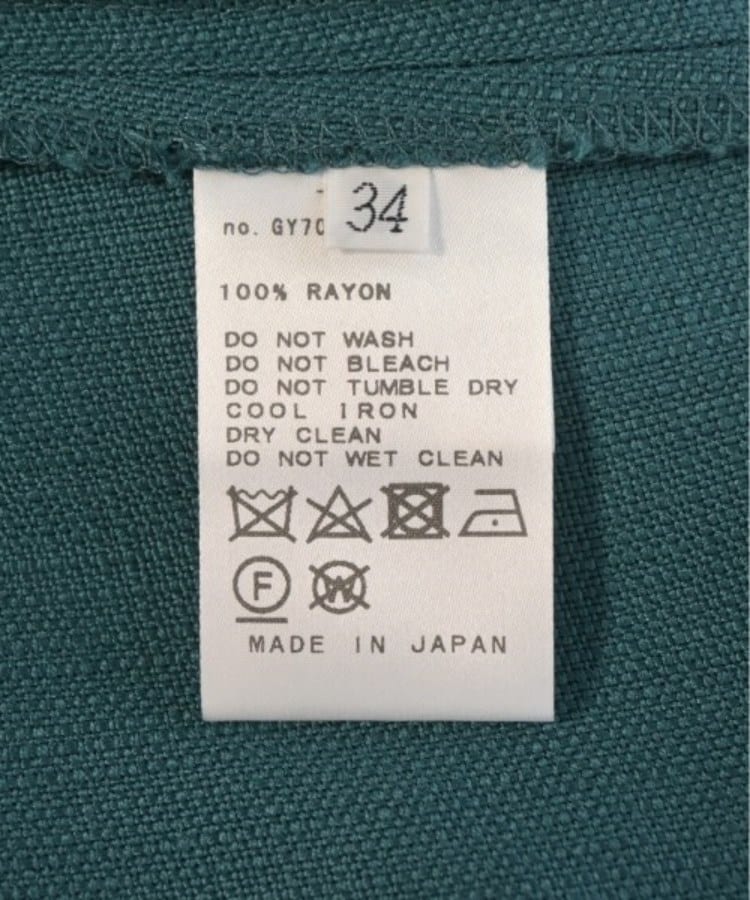 34
no. GY70
100% RAYON
DO NOT WASH
DO NOT BLEACH
DO NOT TUMBLE DRY
COOL IRON
DRY CLEAN
DO NOT WET CLEAN
F W
MADE IN JAPAN